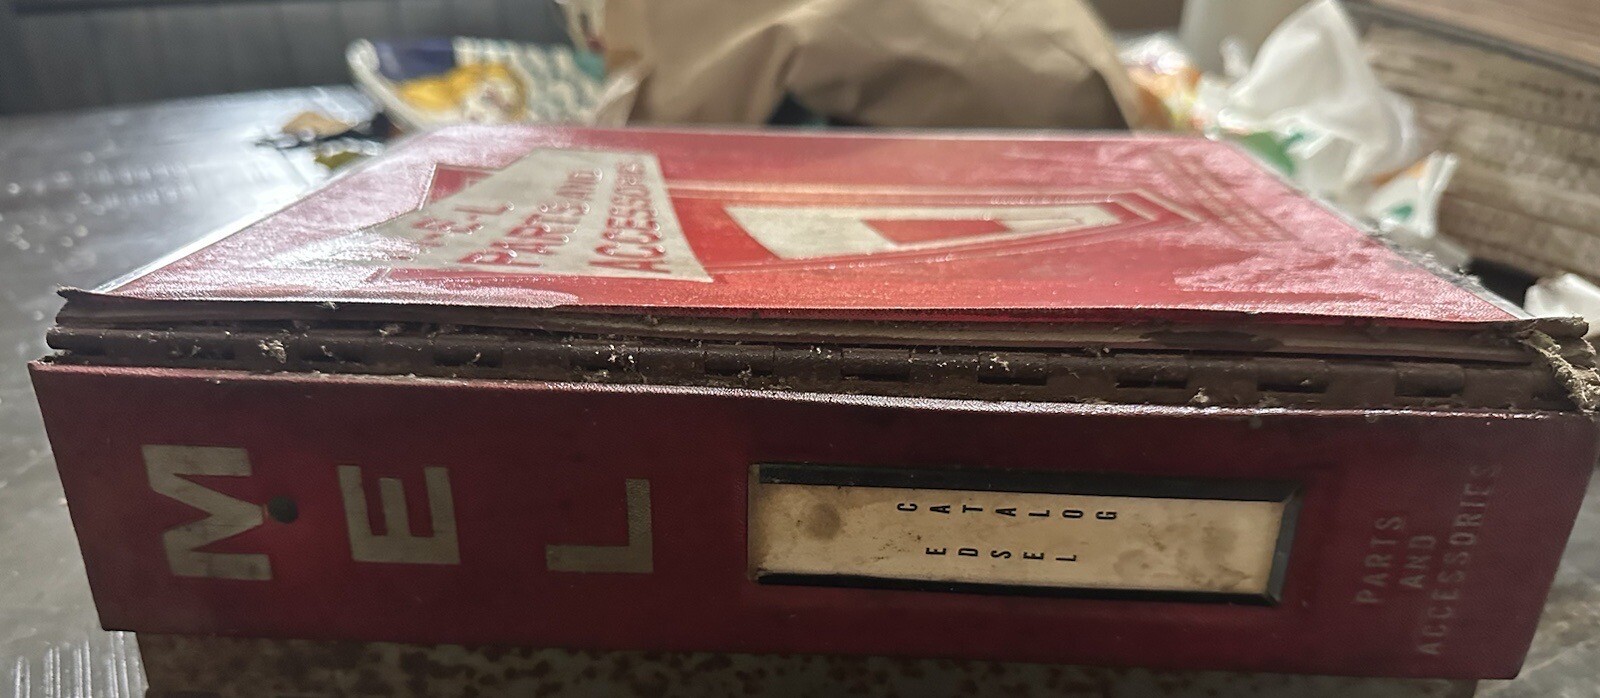 M-E-L
PARTS AND
ACCESSORIES
M
E
L
CATALOG
EDSEL
PARTS
AND
ACCESSORIES